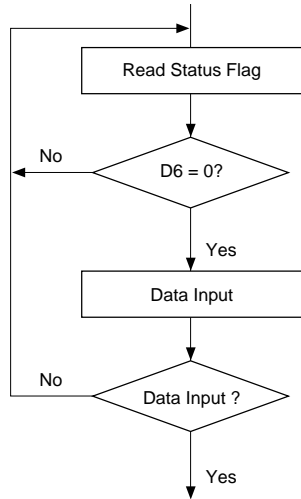 Read Status Flag
No
D6 = 0?
Yes
Data Input
No
Data Input ?
Yes